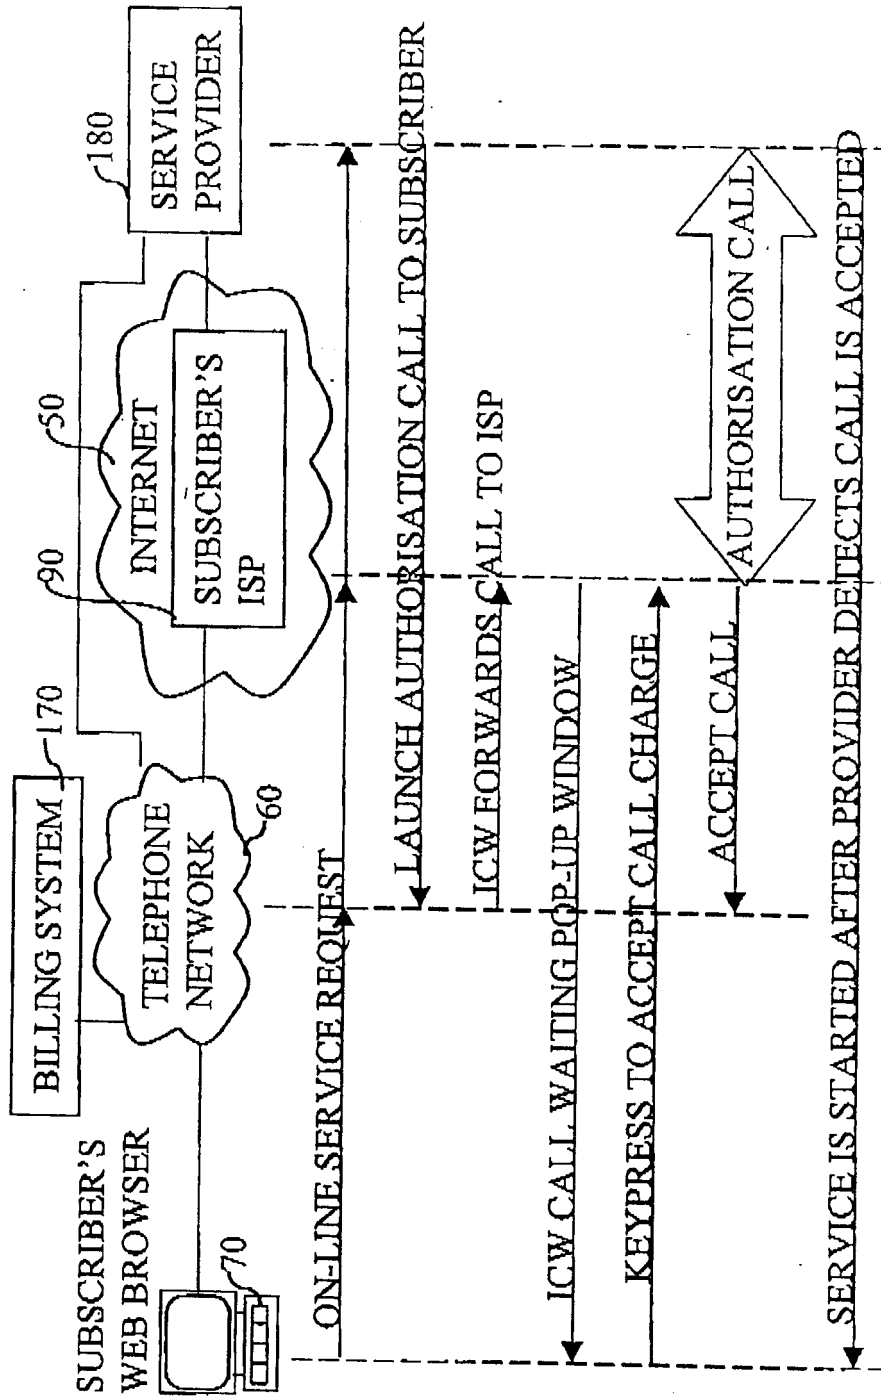 SUBSCRIBER'S
WEB BROWSER
70
BILLING SYSTEM
170
TELEPHONE
NETWORK
60
90
INTERNET
50
SUBSCRIBER'S
ISP
180
SERVICE
PROVIDER
ON-LINE SERVICE REQUEST
LAUNCH AUTHORISATION CALL TO SUBSCRIBER
ICW FORWARDS CALL TO ISP
ICW CALL WAITING POP-UP WINDOW
KEYPRESS TO ACCEPT CALL CHARGE
ACCEPT CALL
AUTHORISATION CALL
SERVICE IS STARTED AFTER PROVIDER DETECTS CALL IS ACCEPTED